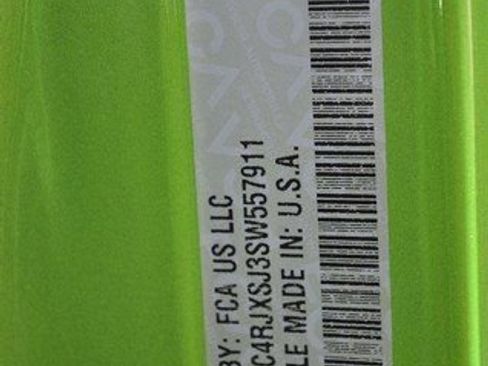 BY: FCA US LLC
C4RJXSJ3SW557911
LE MADE IN: U.S.A.